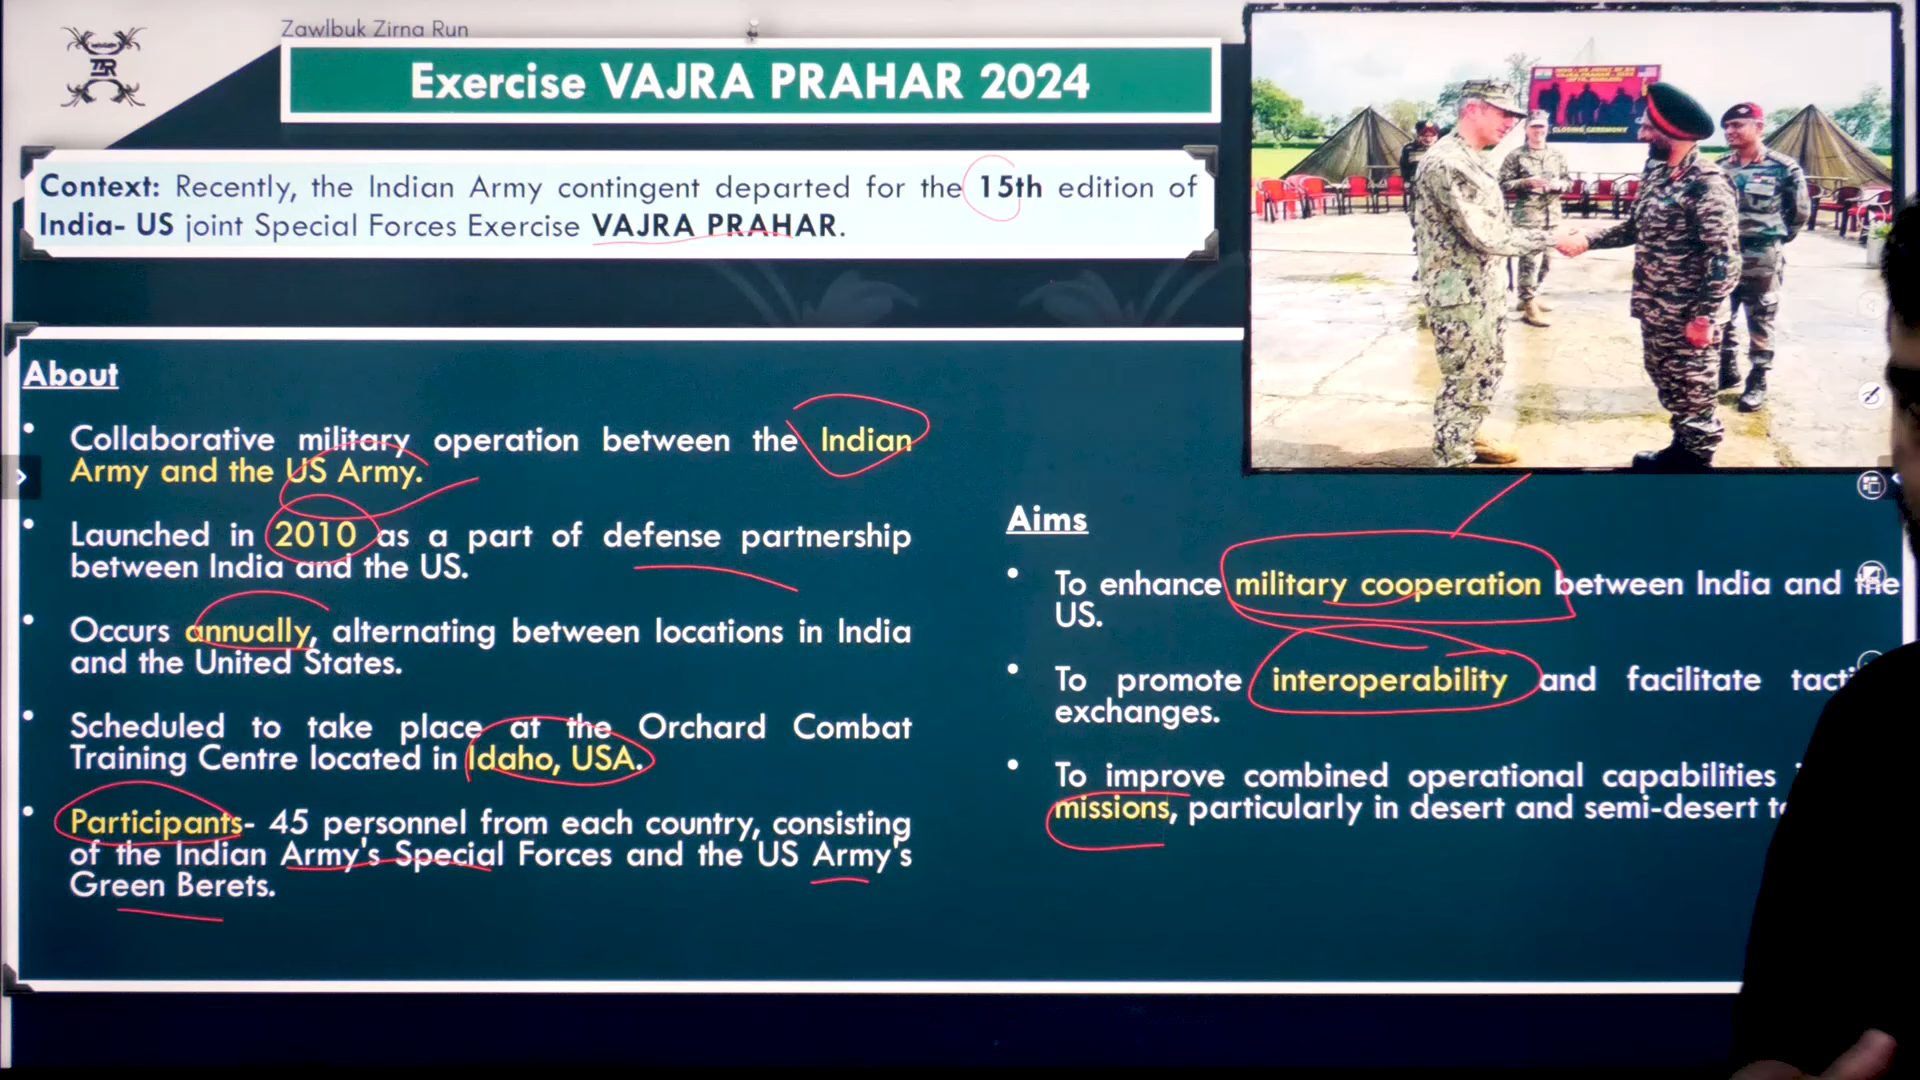 Zawlbuk Zirna Run
ZZR
Exercise VAJRA PRAHAR 2024
Context: Recently, the Indian Army contingent departed for the 15th edition of
India- US joint Special Forces Exercise VAJRA PRAHAR.
CLOSING CEREMONY
About
• Collaborative military operation between the Indian
Army and the US Army.
• Launched in 2010 as a part of defense partnership
between India and the US.
• Occurs annually, alternating between locations in India
and the United States.
• Scheduled to take place at the Orchard Combat
Training Centre located in Idaho, USA.
• Participants- 45 personnel from each country, consisting
of the Indian Army's Special Forces and the US Army's
Green Berets.
Aims
• To enhance military cooperation between India and the
US.
• To promote interoperability and facilitate
exchanges.
• To improve combined operational capabilities
missions, particularly in desert and semi-desert